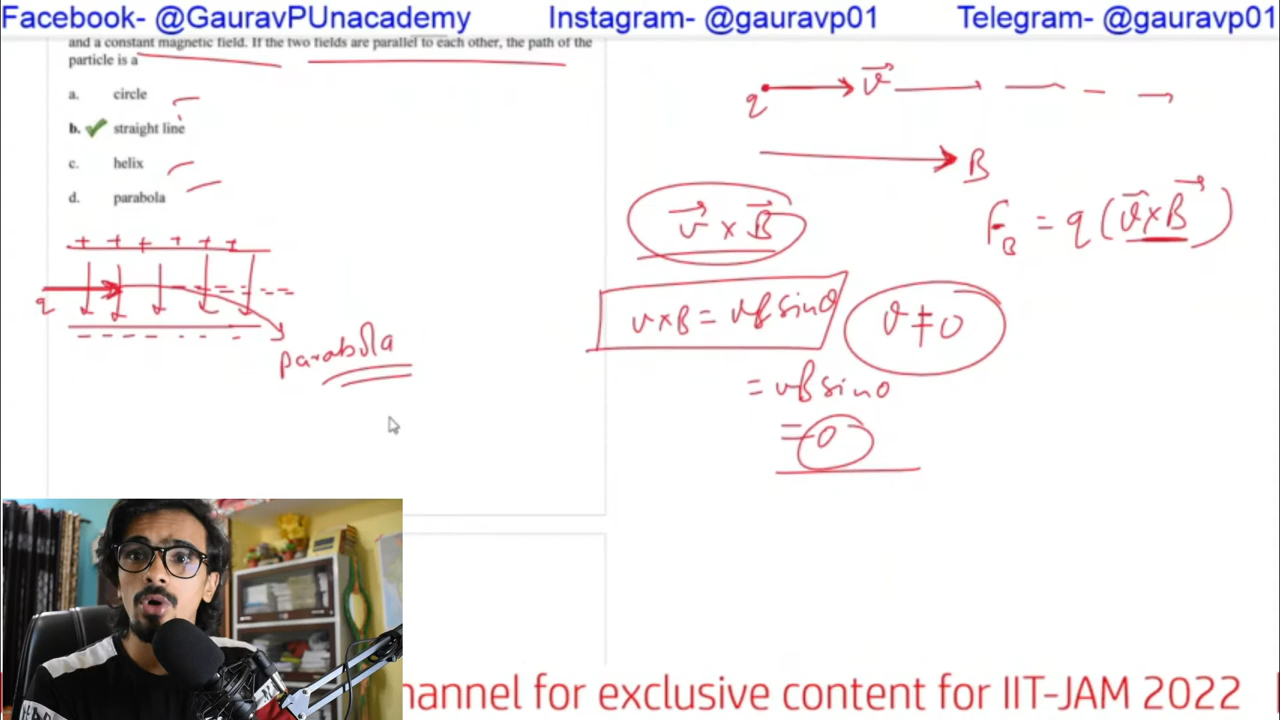 Facebook- @GauravPUnacademy Instagram- @gauravp01 Telegram- @gauravp01
and a constant magnetic field. If the two fields are parallel to each other, the path of the
particle is a
a. circle
b. straight line
c. helix
d. parabola
+ + + + + +
q
- - - - - - -
parabola
q v⃗
B
v⃗ × B⃗
F_B = q (v⃗ × B⃗)
v×B = vB sinθ
v ≠ 0
= vB sin0
= 0
hannel for exclusive content for IIT-JAM 2022